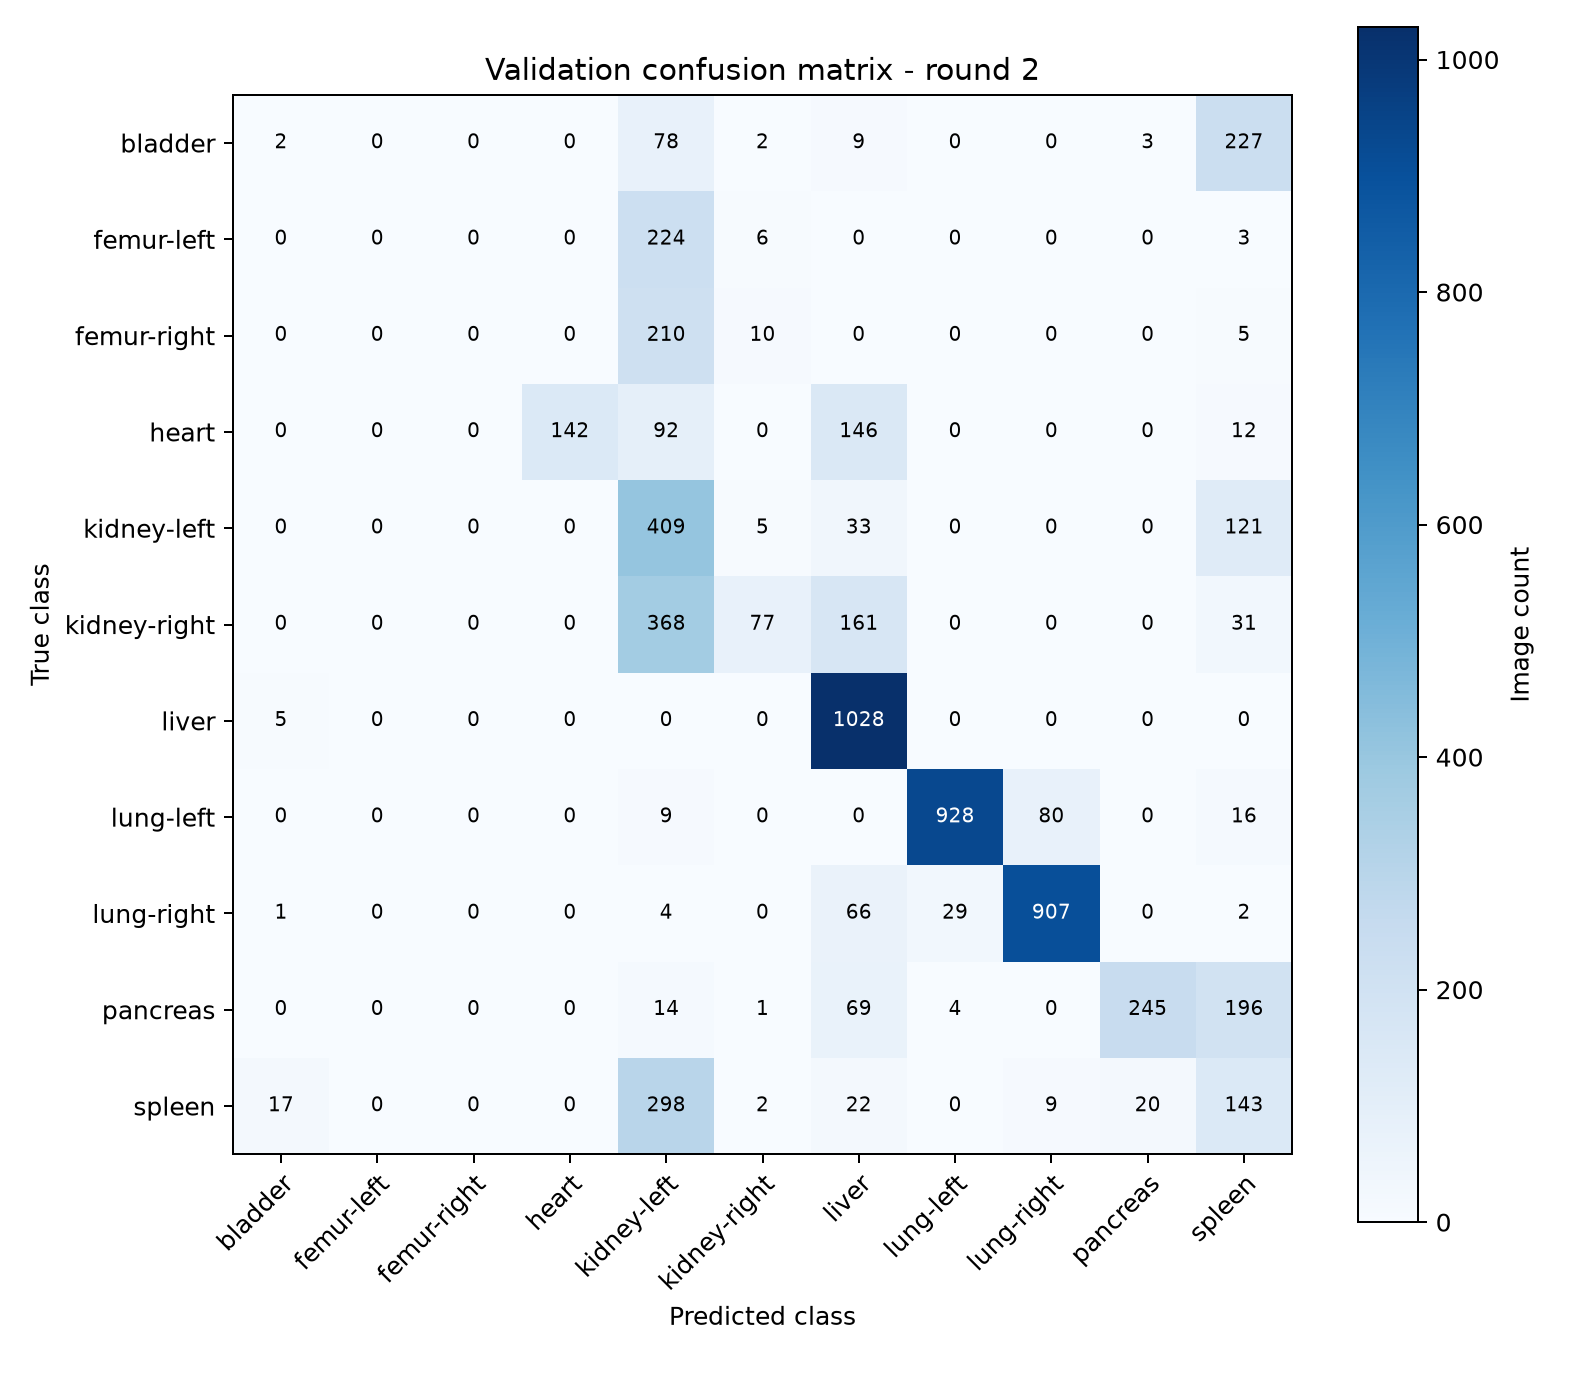 Validation confusion matrix - round 2
bladder 2 0 0 0 78 2 9 0 0 3 227
femur-left 0 0 0 0 224 6 0 0 0 0 3
femur-right 0 0 0 0 210 10 0 0 0 0 5
heart 0 0 0 142 92 0 146 0 0 0 12
kidney-left 0 0 0 0 409 5 33 0 0 0 121
kidney-right 0 0 0 0 368 77 161 0 0 0 31
liver 5 0 0 0 0 0 1028 0 0 0 0
lung-left 0 0 0 0 9 0 0 928 80 0 16
lung-right 1 0 0 0 4 0 66 29 907 0 2
pancreas 0 0 0 0 14 1 69 4 0 245 196
spleen 17 0 0 0 298 2 22 0 9 20 143
True class
bladder femur-left femur-right heart kidney-left kidney-right liver lung-left lung-right pancreas spleen
Predicted class
1000
800
600
400
200
0
Image count